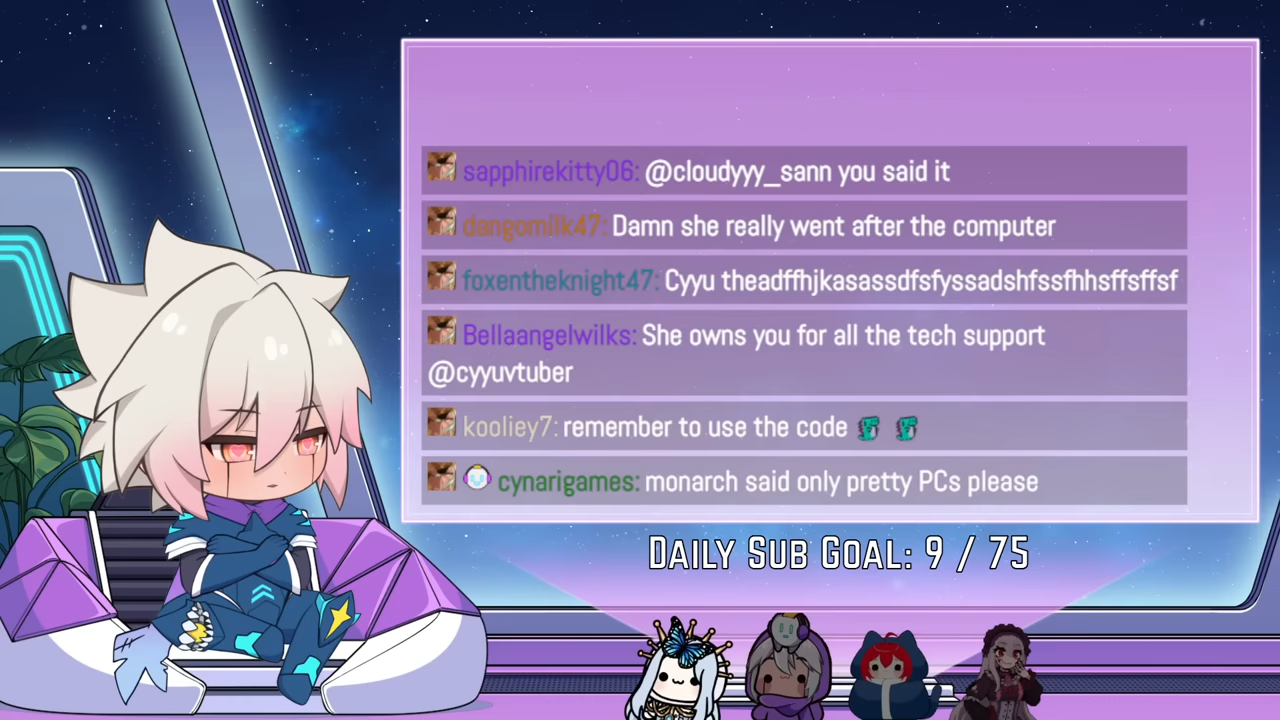 sapphirekitty06: @cloudyyy_sann you said it
dangomilk47: Damn she really went after the computer
foxentheknight47: Cyyu theadffhjkasassdfsfyssadshfssfhhsffsffsf
Bellaangelwilks: She owns you for all the tech support
@cyyuvtuber
kooliey7: remember to use the code
cynarigames: monarch said only pretty PCs please
Daily Sub Goal: 9 / 75